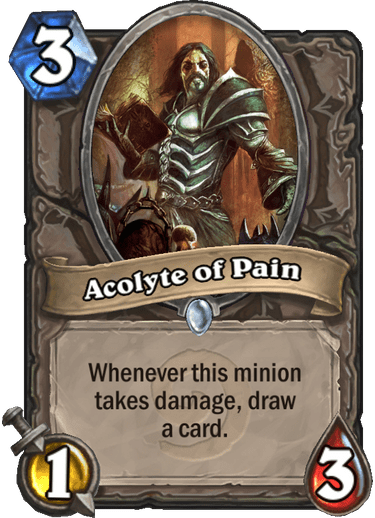 3
Acolyte of Pain
Whenever this minion
takes damage, draw
a card.
1
3